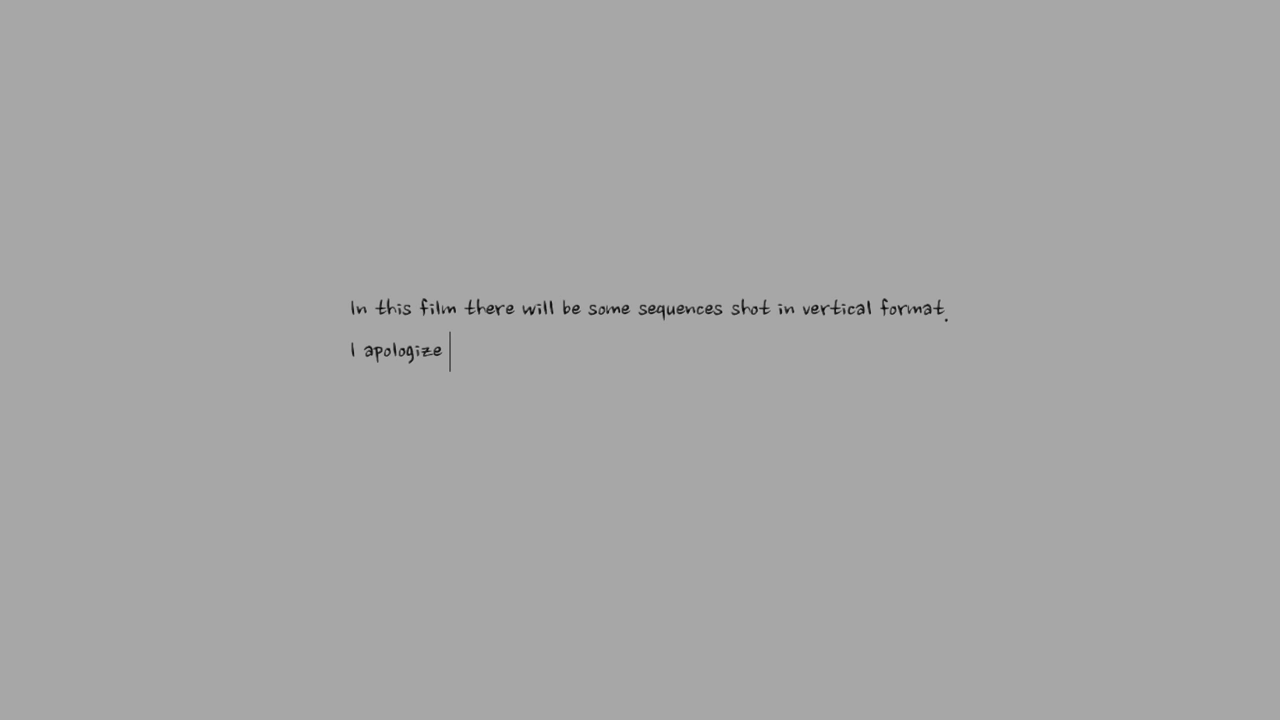 In this film there will be some sequences shot in vertical format.
I apologize